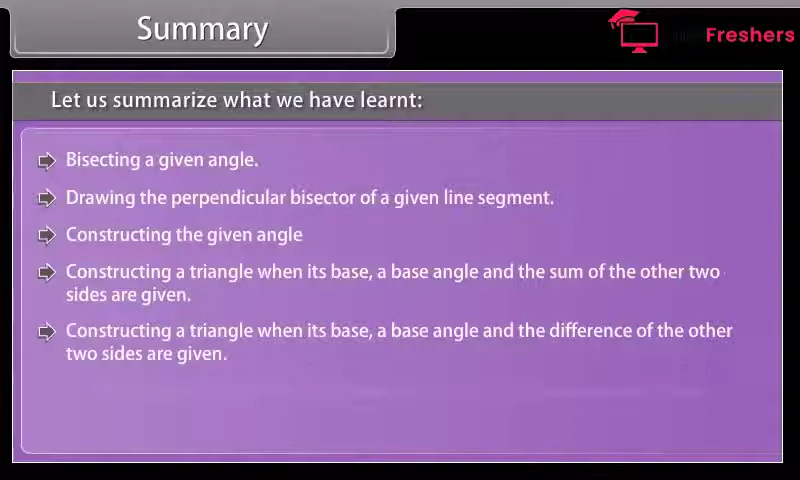 Summary
Freshers
Let us summarize what we have learnt:
Bisecting a given angle.
Drawing the perpendicular bisector of a given line segment.
Constructing the given angle
Constructing a triangle when its base, a base angle and the sum of the other two
sides are given.
Constructing a triangle when its base, a base angle and the difference of the other
two sides are given.